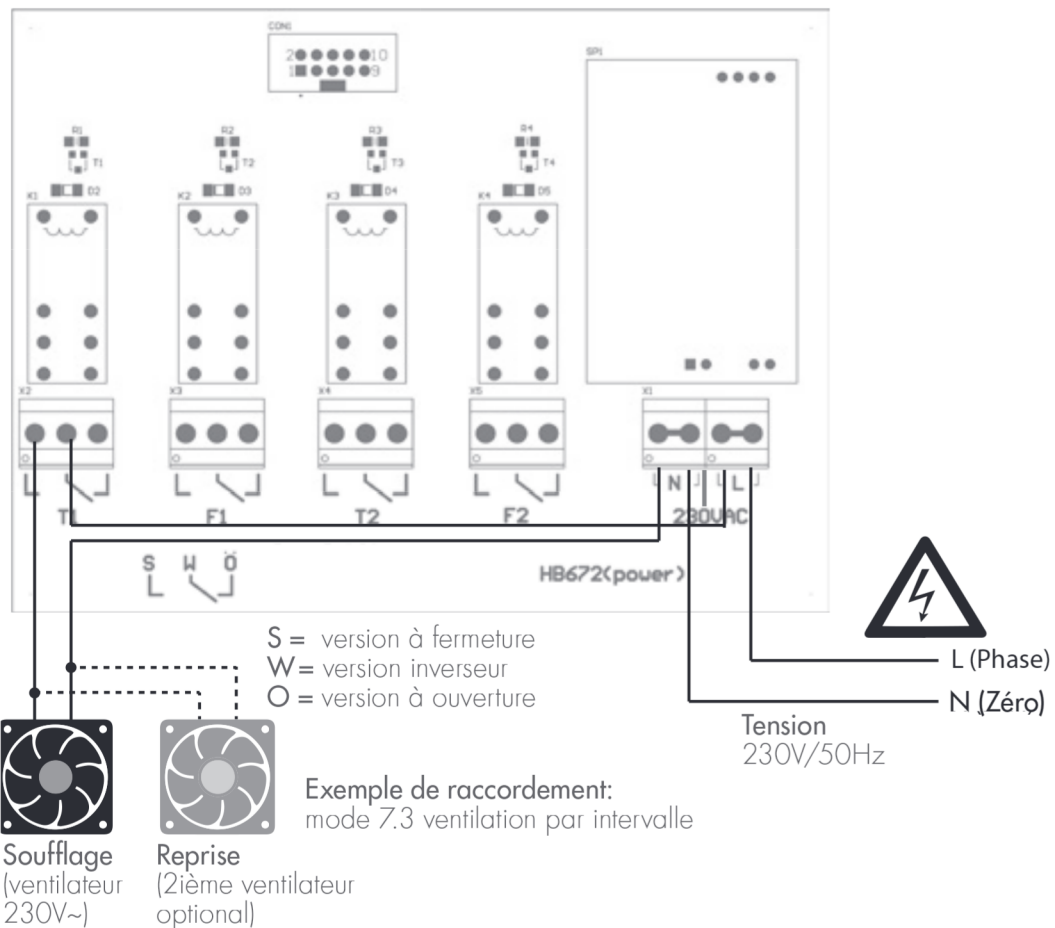 CON1
2 10
1 9
SP1
R1
R2
R3
R4
T1
T2
T3
T4
K1
D2
K2
D3
K3
D4
K4
D5
X2
X3
X4
X5
X1
N
L
T1
F1
T2
F2
230VAC
S W Ö
HB672(power)
S = version à fermeture
W = version inverseur
O = version à ouverture
L (Phase)
N (Zéro)
Tension
230V/50Hz
Exemple de raccordement:
mode 7.3 ventilation par intervalle
Soufflage
(ventilateur
230V~)
Reprise
(2ième ventilateur
optional)